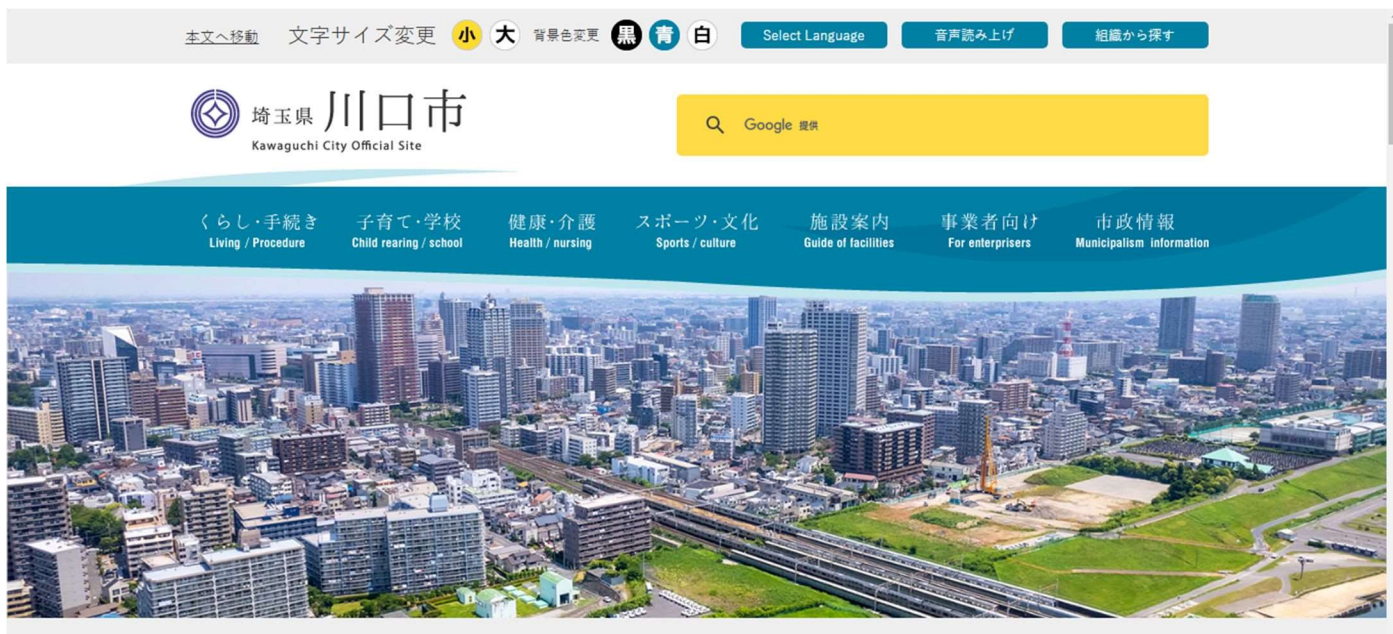 本文へ移動 文字サイズ変更 小 大 背景色変更 黒 青 白 Select Language 音声読み上げ 組織から探す
埼玉県 川口市
Kawaguchi City Official Site
Google 提供
くらし・手続き 子育て・学校 健康・介護 スポーツ・文化 施設案内 事業者向け 市政情報
Living / Procedure Child rearing / school Health / nursing Sports / culture Guide of facilities For enterprisers Municipalism information